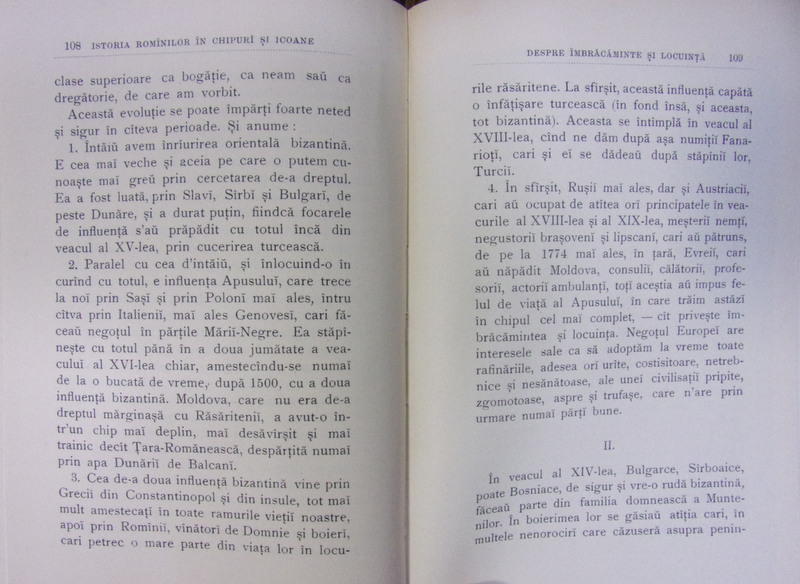 108 ISTORIA ROMÎNILOR ÎN CHIPURĬ ȘI ICOANE
clase superioare ca bogăție, ca neam saŭ ca
dregătorie, de care am vorbit.
Această evoluție se poate împărți foarte neted
și sigur în cîteva perioade. Și anume :
1. Întăiŭ avem înrîurirea orientală bizantină.
E cea maĭ veche și aceia pe care o putem cu-
noaște maĭ greŭ prin cercetarea de-a dreptul.
Ea a fost luată, prin Slavĭ, Sîrbĭ și Bulgarĭ, de
peste Dunăre, și a durat puțin, fiindcă focarele
de influență s'aŭ prăpădit cu totul încă din
veacul al XV-lea, prin cucerirea turcească.
2. Paralel cu cea d'intăiŭ, și înlocuind-o în
curînd cu totul, e influența Apusuluĭ, care trece
la noĭ prin Sașĭ și prin Polonĭ maĭ ales, întru
cîtva prin Italieniĭ, maĭ ales Genovesĭ, cari fă-
ceaŭ negoțul în părțile Măriĭ-Negre. Ea stăpî-
nește cu totul pănă în a doua jumătate a vea-
culuĭ al XVI-lea chiar, amestecîndu-se numaĭ
de la o bucată de vreme, după 1500, cu a doua
influență bizantină. Moldova, care nu era de-a
dreptul mărginașă cu Răsăriteniĭ, a avut-o în-
tr'un chip maĭ deplin, maĭ desăvîrșit și maĭ
trainic decît Țara-Romănească, despărțită numaĭ
prin apa Dunăriĭ de Balcanĭ.
3. Cea de-a doua influență bizantină vine prin
Greciĭ din Constantinopol și din insule, tot maĭ
mult amestecațĭ în toate ramurile viețiĭ noastre,
apoĭ prin Romîniĭ, vînătorĭ de Domnie și boierĭ,
cari petrec o mare parte din viața lor în locu-
DESPRE ÎMBRĂCĂMINTE ȘI LOCUINȚĂ 109
rile răsăritene. La sfîrșit, această influență capătă
o înfățișare turcească (în fond însă, și aceasta,
tot bizantină). Aceasta se întîmplă în veacul al
XVIII-lea, cînd ne dăm după așa numițiĭ Fana-
rioțĭ, cari și eĭ se dădeaŭ după stăpîniĭ lor,
Turciĭ.
4. În sfîrșit, Rușiĭ maĭ ales, dar și Austriaciĭ,
cari aŭ ocupat de atîtea orĭ principatele în vea-
curile al XVIII-lea și al XIX-lea, meșteriĭ nemțĭ,
negustoriĭ brașovenĭ și lipscanĭ, cari aŭ pătruns,
de pe la 1774 maĭ ales, în țară, Evreiĭ, cari
aŭ năpădit Moldova, consuliĭ, călătoriĭ, profe-
soriĭ, actoriĭ ambulanțĭ, toțĭ aceștia aŭ impus fe-
lul de viață al Apusuluĭ, în care trăim astăzĭ
în chipul cel maĭ complet, — cît privește îm-
brăcămintea și locuința. Negoțul Europeĭ are
interesele sale ca să adoptăm la vreme toate
rafinăriile, adesea orĭ urîte, costisitoare, netreb-
nice și nesănătoase, ale uneĭ civilisațiĭ pripite,
zgomotoase, aspre și trufașe, care n'are prin
urmare numaĭ părțĭ bune.
II.
În veacul al XIV-lea, Bulgarce, Sîrboaice,
poate Bosniace, de sigur și vre-o rudă bizantină,
făceaŭ parte din familia domnească a Munte-
nilor. În boierimea lor se găsiaŭ atîția cari, în
multele nenorocirĭ care căzuseră asupra penin-